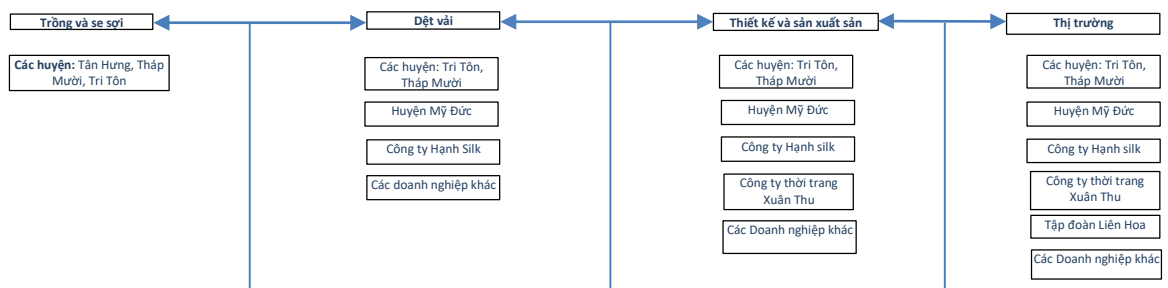 Trồng và se sợi
Dệt vải
Thiết kế và sản xuất sản
Thị trường
Các huyện: Tân Hưng, Tháp
Mười, Tri Tôn
Các huyện: Tri Tôn,
Tháp Mười
Huyện Mỹ Đức
Công ty Hạnh Silk
Các doanh nghiệp khác
Các huyện: Tri Tôn,
Tháp Mười
Huyện Mỹ Đức
Công ty Hạnh silk
Công ty thời trang
Xuân Thu
Các Doanh nghiệp khác
Các huyện: Tri Tôn,
Tháp Mười
Huyện Mỹ Đức
Công ty Hạnh silk
Công ty thời trang
Xuân Thu
Tập đoàn Liên Hoa
Các Doanh nghiệp khác